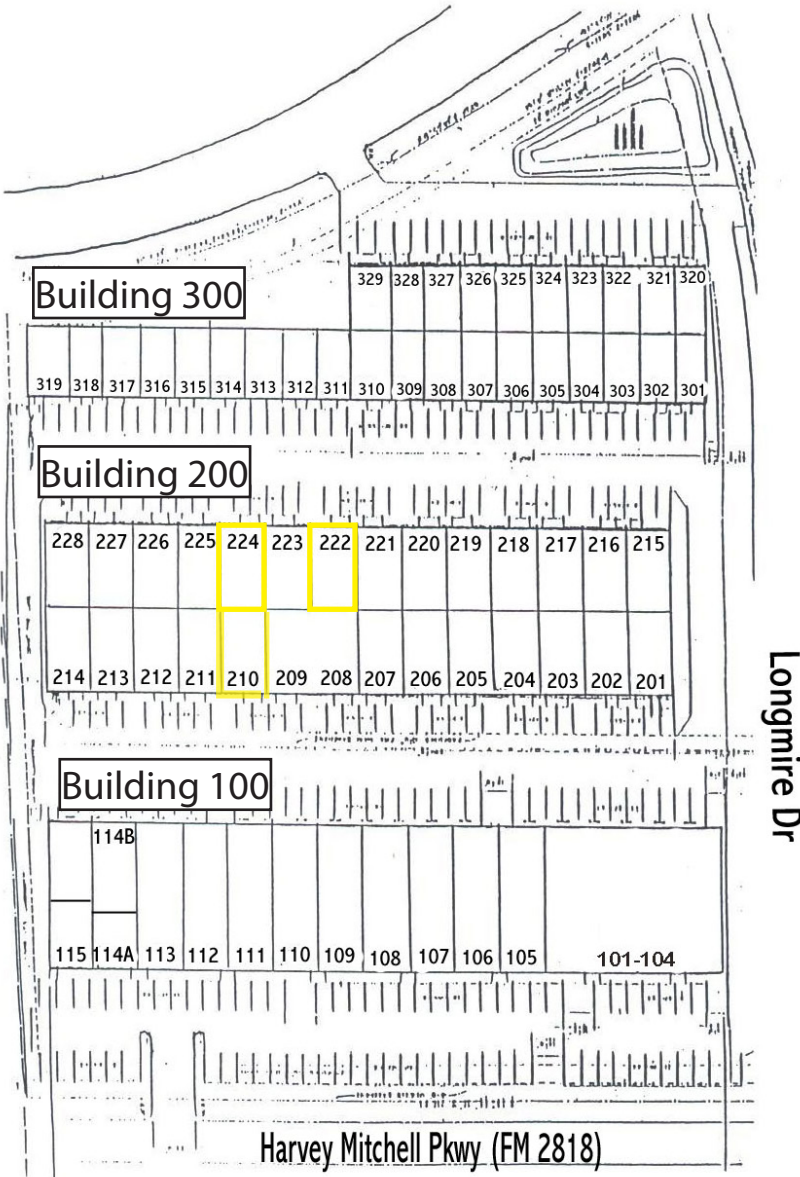 Building 300
329 328 327 326 325 324 323 322 321 320
319 318 317 316 315 314 313 312 311 310 309 308 307 306 305 304 303 302 301
Building 200
228 227 226 225 224 223 222 221 220 219 218 217 216 215
214 213 212 211 210 209 208 207 206 205 204 203 202 201
Longmire Dr
Building 100
114B
115 114A 113 112 111 110 109 108 107 106 105 101-104
Harvey Mitchell Pkwy (FM 2818)